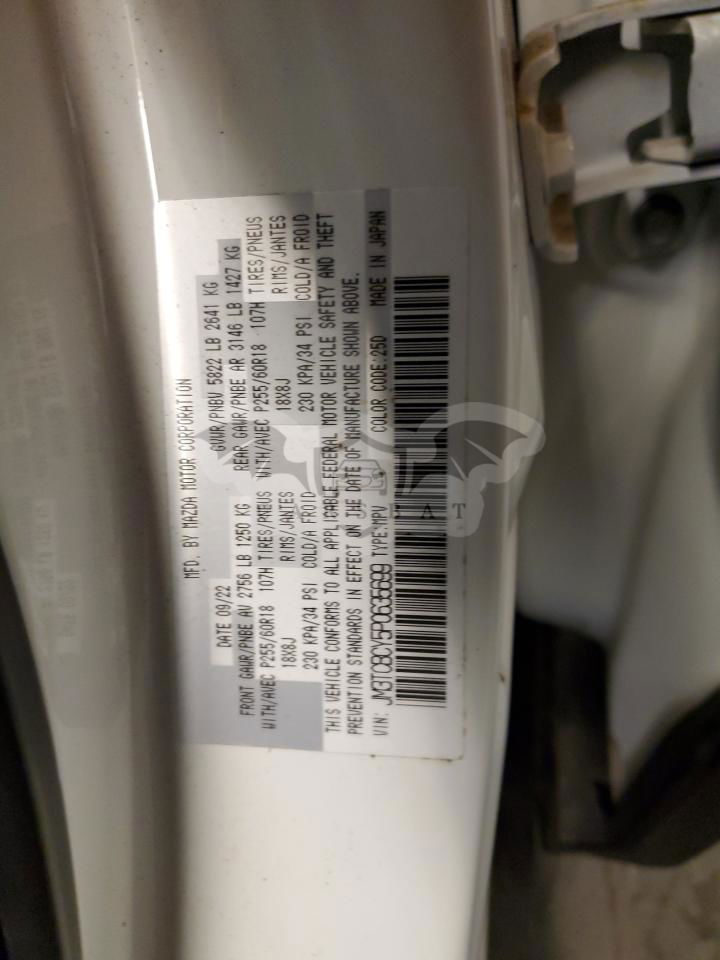 MFD. BY MAZDA MOTOR CORPORATION
DATE 09/22 GVWR/PNBV 5822 LB 2641 KG
FRONT GAWR/PNBE AV 2756 LB 1250 KG REAR GAWR/PNBE AR 3146 LB 1427 KG
WITH/AVEC P255/60R18 107H TIRES/PNEUS WITH/AVEC P255/60R18 107H TIRES/PNEUS
18X8J RIMS/JANTES 18X8J RIMS/JANTES
230 KPA/34 PSI COLD/A FROID 230 KPA/34 PSI COLD/A FROID
THIS VEHICLE CONFORMS TO ALL APPLICABLE FEDERAL MOTOR VEHICLE SAFETY AND THEFT
PREVENTION STANDARDS IN EFFECT ON THE DATE OF MANUFACTURE SHOWN ABOVE.
VIN: JM3TCBCY5P0635699 TYPE:MPV COLOR CODE:25D MADE IN JAPAN